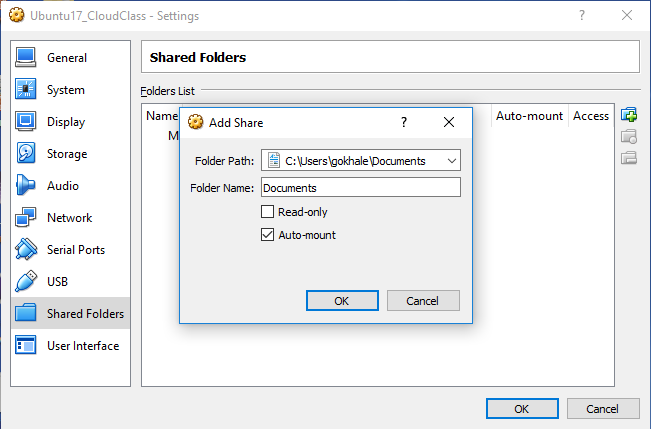 Ubuntu17_CloudClass - Settings
General
System
Display
Storage
Audio
Network
Serial Ports
USB
Shared Folders
User Interface
Shared Folders
Folders List
Name
Auto-mount
Access
M
Add Share
?
Folder Path:
C:\Users\gokhale\Documents
Folder Name:
Documents
Read-only
Auto-mount
OK
Cancel
OK
Cancel